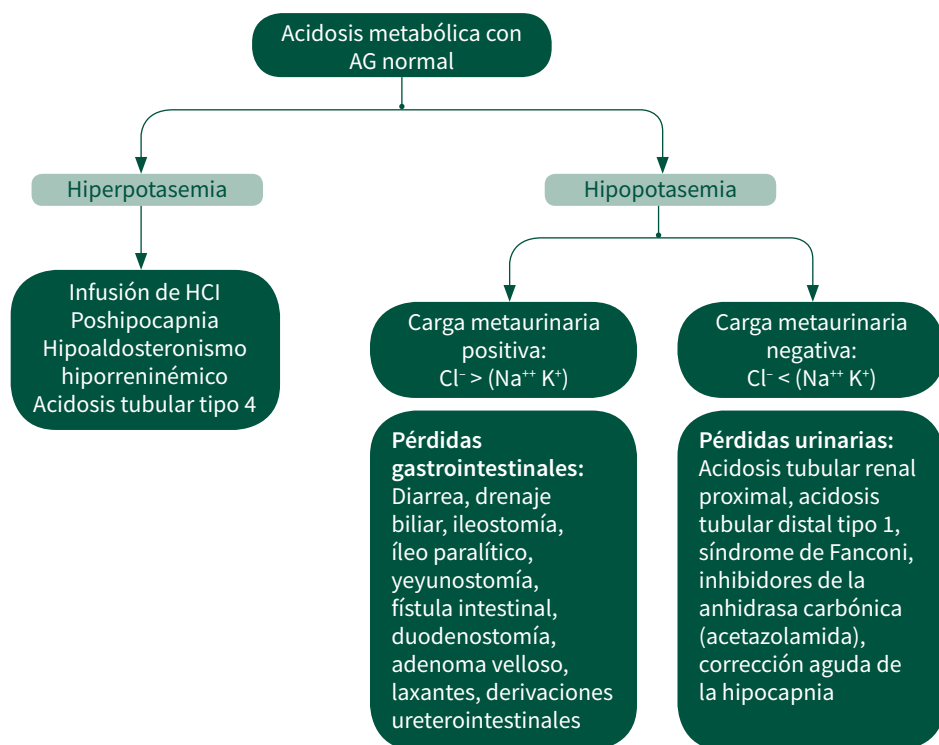 Acidosis metabólica con
AG normal
Hiperpotasemia
Hipopotasemia
Infusión de HCI
Poshipocapnia
Hipoaldosteronismo
hiporreninémico
Acidosis tubular tipo 4
Carga metaurinaria
positiva:
Cl⁻ > (Na⁺⁺ K⁺)
Carga metaurinaria
negativa:
Cl⁻ < (Na⁺⁺ K⁺)
Pérdidas
gastrointestinales:
Diarrea, drenaje
biliar, ileostomía,
íleo paralítico,
yeyunostomía,
fístula intestinal,
duodenostomía,
adenoma velloso,
laxantes, derivaciones
ureterointestinales
Pérdidas urinarias:
Acidosis tubular renal
proximal, acidosis
tubular distal tipo 1,
síndrome de Fanconi,
inhibidores de la
anhidrasa carbónica
(acetazolamida),
corrección aguda de
la hipocapnia